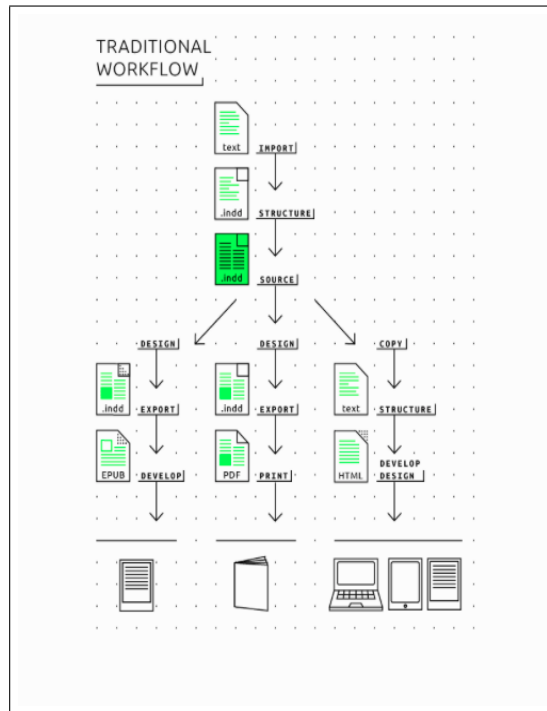 TRADITIONAL
WORKFLOW
text
IMPORT
.indd
STRUCTURE
.indd
SOURCE
DESIGN
DESIGN
COPY
.indd
EXPORT
.indd
EXPORT
text
STRUCTURE
EPUB
DEVELOP
PDF
PRINT
HTML
DEVELOP
DESIGN